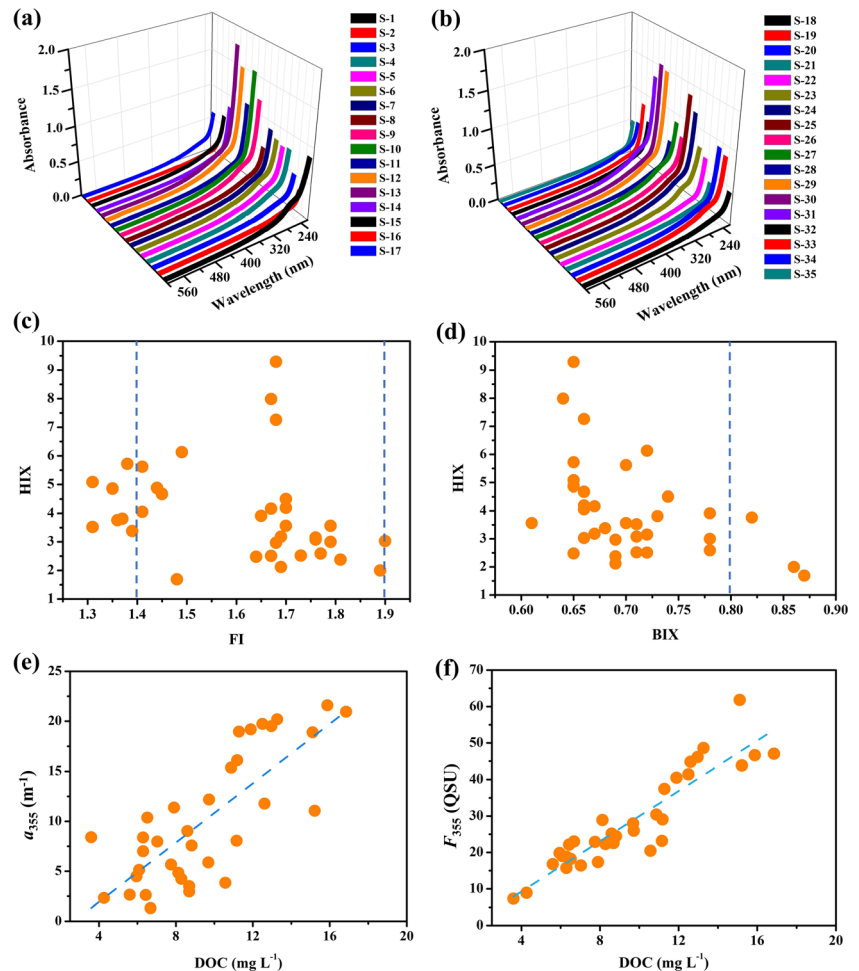 (a)
2.0
1.5
1.0
0.5
0.0
Absorbance
560
480
400
320
240
Wavelength (nm)
S-1
S-2
S-3
S-4
S-5
S-6
S-7
S-8
S-9
S-10
S-11
S-12
S-13
S-14
S-15
S-16
S-17
(b)
2.0
1.5
1.0
0.5
0.0
Absorbance
560
480
400
320
240
Wavelength (nm)
S-18
S-19
S-20
S-21
S-22
S-23
S-24
S-25
S-26
S-27
S-28
S-29
S-30
S-31
S-32
S-33
S-34
S-35
(c)
10
9
8
7
6
5
4
3
2
1
HIX
1.3 1.4 1.5 1.6 1.7 1.8 1.9
FI
(d)
10
9
8
7
6
5
4
3
2
1
HIX
0.60 0.65 0.70 0.75 0.80 0.85 0.90
BIX
(e)
25
20
15
10
5
0
a₃₅₅ (m⁻¹)
4 8 12 16 20
DOC (mg L⁻¹)
(f)
70
60
50
40
30
20
10
0
F₃₅₅ (QSU)
4 8 12 16 20
DOC (mg L⁻¹)